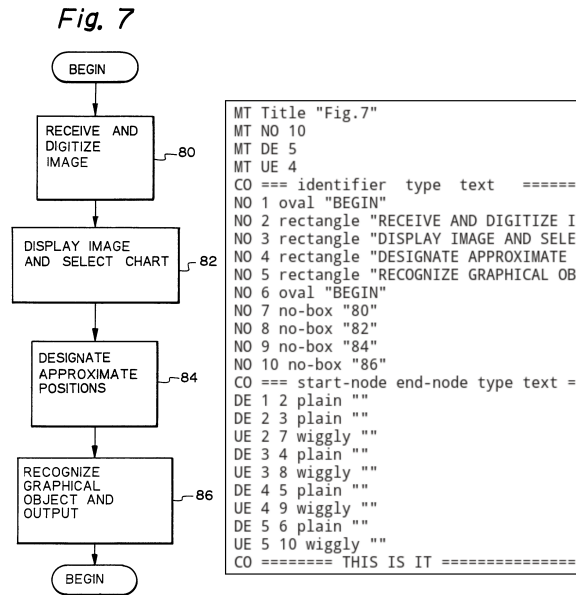 Fig. 7
BEGIN
RECEIVE AND
DIGITIZE
IMAGE
80
DISPLAY IMAGE
AND SELECT CHART
82
DESIGNATE
APPROXIMATE
POSITIONS
84
RECOGNIZE
GRAPHICAL
OBJECT AND
OUTPUT
86
BEGIN
MT Title "Fig.7"
MT NO 10
MT DE 5
MT UE 4
CO === identifier type text ======
NO 1 oval "BEGIN"
NO 2 rectangle "RECEIVE AND DIGITIZE I
NO 3 rectangle "DISPLAY IMAGE AND SELE
NO 4 rectangle "DESIGNATE APPROXIMATE
NO 5 rectangle "RECOGNIZE GRAPHICAL OB
NO 6 oval "BEGIN"
NO 7 no-box "80"
NO 8 no-box "82"
NO 9 no-box "84"
NO 10 no-box "86"
CO === start-node end-node type text =
DE 1 2 plain ""
DE 2 3 plain ""
UE 2 7 wiggly ""
DE 3 4 plain ""
UE 3 8 wiggly ""
DE 4 5 plain ""
UE 4 9 wiggly ""
DE 5 6 plain ""
UE 5 10 wiggly ""
CO ======== THIS IS IT ===============